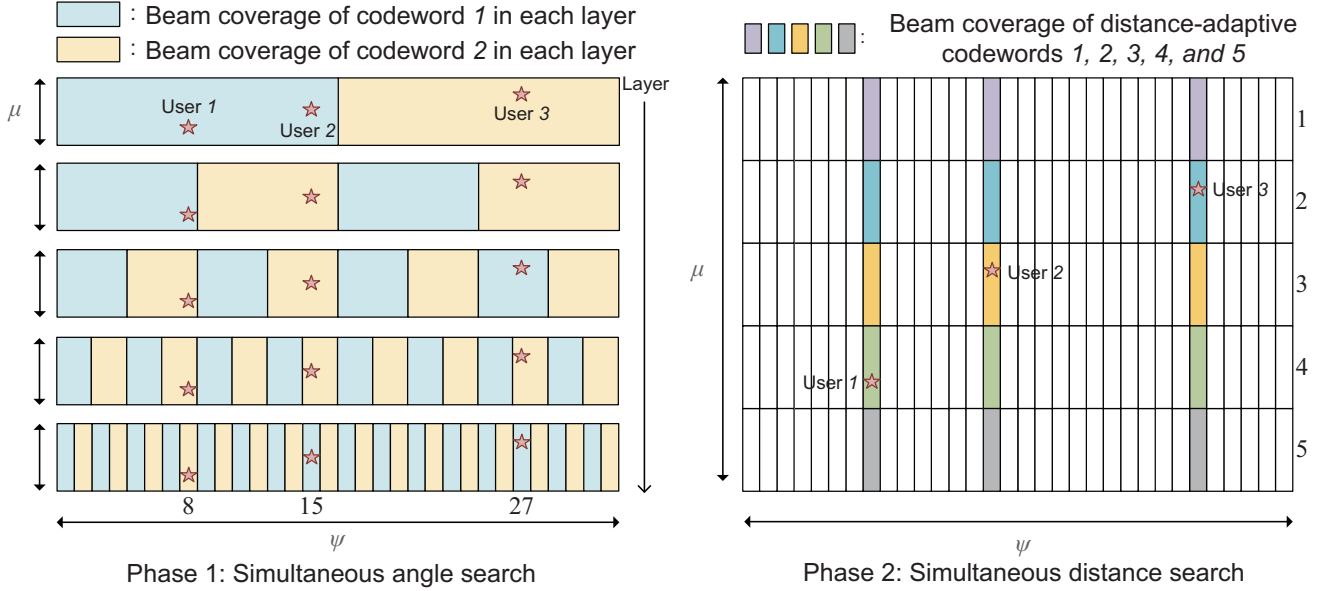 : Beam coverage of codeword 1 in each layer
: Beam coverage of codeword 2 in each layer
μ
Layer
User 1
User 2
User 3
8
15
27
ψ
Phase 1: Simultaneous angle search
: Beam coverage of distance-adaptive
codewords 1, 2, 3, 4, and 5
μ
1
2
3
4
5
User 3
User 2
User 1
ψ
Phase 2: Simultaneous distance search